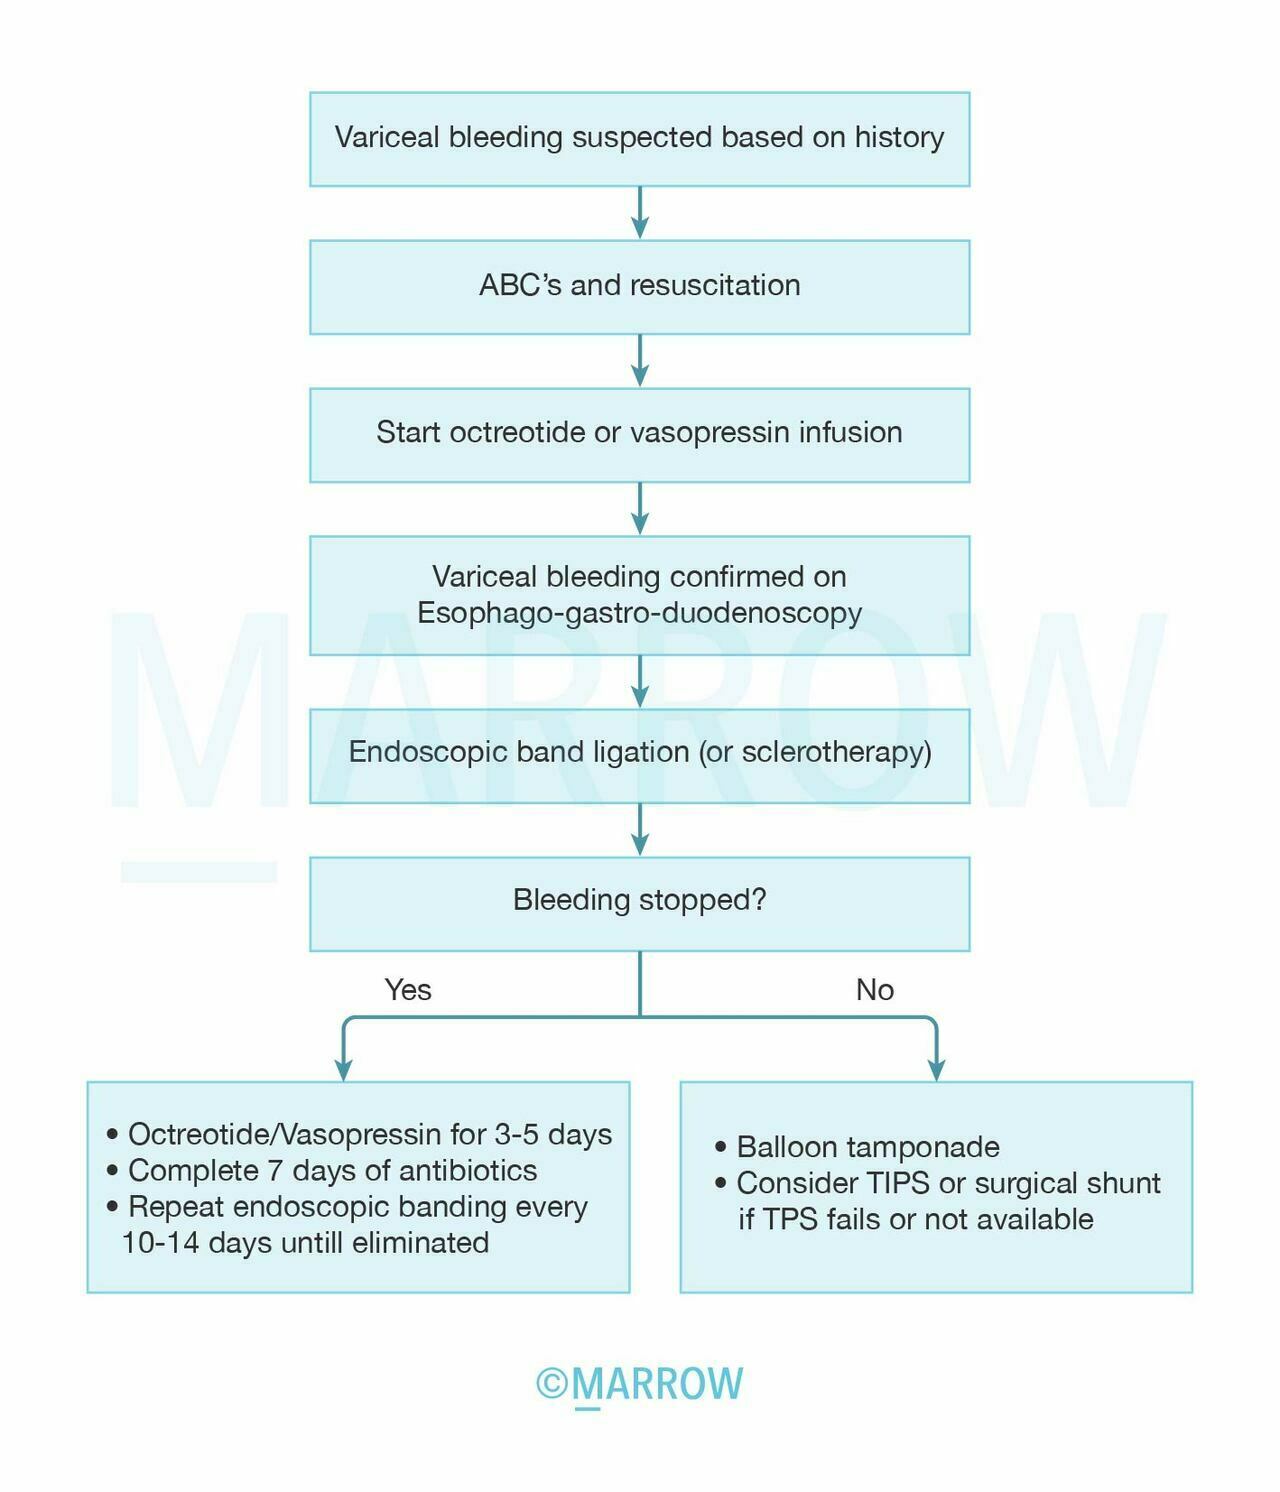 Variceal bleeding suspected based on history
ABC's and resuscitation
Start octreotide or vasopressin infusion
Variceal bleeding confirmed on
Esophago-gastro-duodenoscopy
MARROW
Endoscopic band ligation (or sclerotherapy)
Bleeding stopped?
Yes
No
• Octreotide/Vasopressin for 3-5 days
• Complete 7 days of antibiotics
• Repeat endoscopic banding every
10-14 days untill eliminated
• Balloon tamponade
• Consider TIPS or surgical shunt
if TPS fails or not available
©MARROW